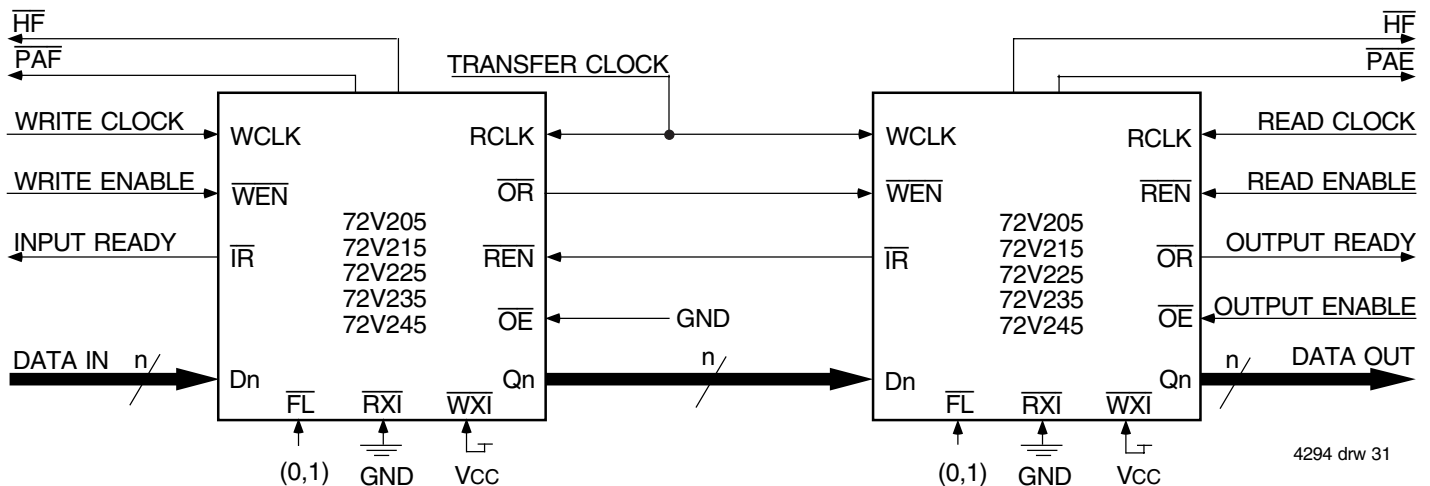 HF
HF
PAF
PAE
TRANSFER CLOCK
WRITE CLOCK
WCLK
RCLK
WCLK
RCLK
READ CLOCK
WRITE ENABLE
WEN
OR
WEN
REN
READ ENABLE
72V205
72V215
72V225
72V235
72V245
72V205
72V215
72V225
72V235
72V245
INPUT READY
IR
REN
IR
OR
OUTPUT READY
OE
GND
OE
OUTPUT ENABLE
DATA IN
n
Dn
Qn
n
Dn
Qn
n
DATA OUT
FL
RXI
WXI
FL
RXI
WXI
(0,1)
GND
VCC
(0,1)
GND
VCC
4294 drw 31